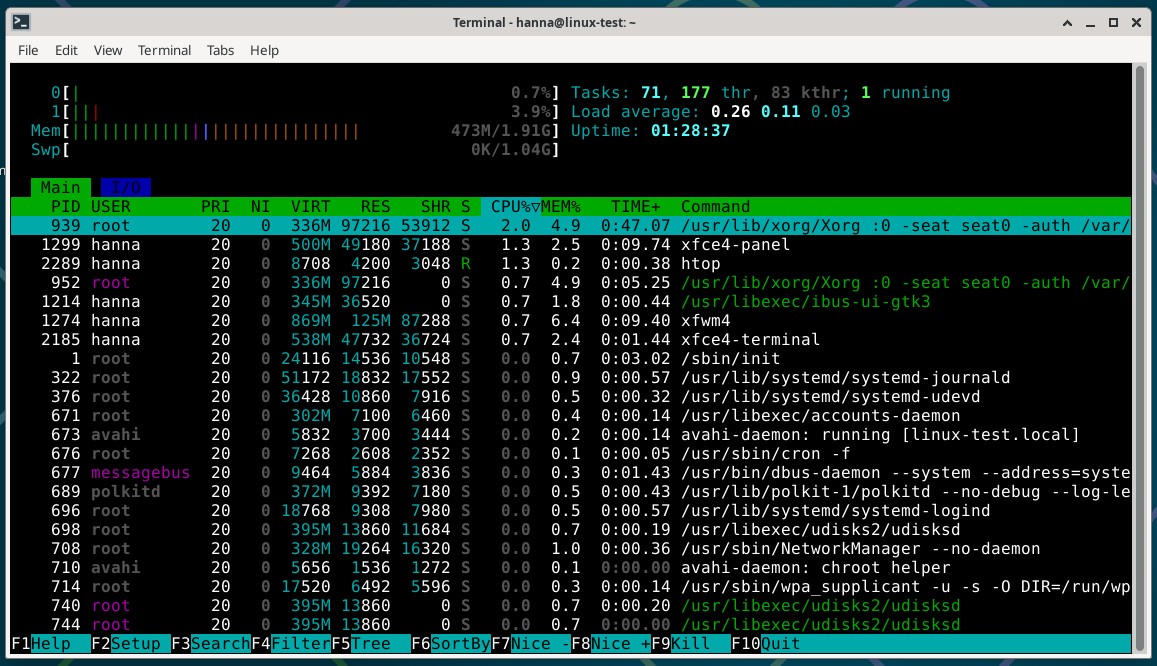 Terminal - hanna@linux-test: ~
File Edit View Terminal Tabs Help
0[| 0.7%] Tasks: 71, 177 thr, 83 kthr; 1 running
1[||| 3.9%] Load average: 0.26 0.11 0.03
Mem[||||||||||||||||||||||||||||| 473M/1.91G] Uptime: 01:28:37
Swp[ 0K/1.04G]
Main I/O
PID USER PRI NI VIRT RES SHR S CPU%▽MEM% TIME+ Command
939 root 20 0 336M 97216 53912 S 2.0 4.9 0:47.07 /usr/lib/xorg/Xorg :0 -seat seat0 -auth /var/
1299 hanna 20 0 500M 49180 37188 S 1.3 2.5 0:09.74 xfce4-panel
2289 hanna 20 0 8708 4200 3048 R 1.3 0.2 0:00.38 htop
952 root 20 0 336M 97216 0 S 0.7 4.9 0:05.25 /usr/lib/xorg/Xorg :0 -seat seat0 -auth /var/
1214 hanna 20 0 345M 36520 0 S 0.7 1.8 0:00.44 /usr/libexec/ibus-ui-gtk3
1274 hanna 20 0 869M 125M 87288 S 0.7 6.4 0:09.40 xfwm4
2185 hanna 20 0 538M 47732 36724 S 0.7 2.4 0:01.44 xfce4-terminal
1 root 20 0 24116 14536 10548 S 0.0 0.7 0:03.02 /sbin/init
322 root 20 0 51172 18832 17552 S 0.0 0.9 0:00.57 /usr/lib/systemd/systemd-journald
376 root 20 0 36428 10860 7916 S 0.0 0.5 0:00.32 /usr/lib/systemd/systemd-udevd
671 root 20 0 302M 7100 6460 S 0.0 0.4 0:00.14 /usr/libexec/accounts-daemon
673 avahi 20 0 5832 3700 3444 S 0.0 0.2 0:00.14 avahi-daemon: running [linux-test.local]
676 root 20 0 7268 2608 2352 S 0.0 0.1 0:00.05 /usr/sbin/cron -f
677 messagebus 20 0 9464 5884 3836 S 0.0 0.3 0:01.43 /usr/bin/dbus-daemon --system --address=syste
689 polkitd 20 0 372M 9392 7180 S 0.0 0.5 0:00.43 /usr/lib/polkit-1/polkitd --no-debug --log-le
696 root 20 0 18768 9308 7980 S 0.0 0.5 0:00.57 /usr/lib/systemd/systemd-logind
698 root 20 0 395M 13860 11684 S 0.0 0.7 0:00.19 /usr/libexec/udisks2/udisksd
708 root 20 0 328M 19264 16320 S 0.0 1.0 0:00.36 /usr/sbin/NetworkManager --no-daemon
710 avahi 20 0 5656 1536 1272 S 0.0 0.1 0:00.00 avahi-daemon: chroot helper
714 root 20 0 17520 6492 5596 S 0.0 0.3 0:00.14 /usr/sbin/wpa_supplicant -u -s -O DIR=/run/wp
740 root 20 0 395M 13860 0 S 0.0 0.7 0:00.20 /usr/libexec/udisks2/udisksd
744 root 20 0 395M 13860 0 S 0.0 0.7 0:00.00 /usr/libexec/udisks2/udisksd
F1Help F2Setup F3SearchF4FilterF5Tree F6SortByF7Nice -F8Nice +F9Kill F10Quit